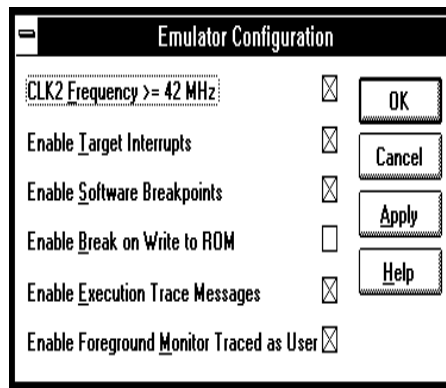 Emulator Configuration
CLK2 Frequency >= 42 MHz
OK
Enable Target Interrupts
Cancel
Enable Software Breakpoints
Apply
Enable Break on Write to ROM
Help
Enable Execution Trace Messages
Enable Foreground Monitor Traced as User